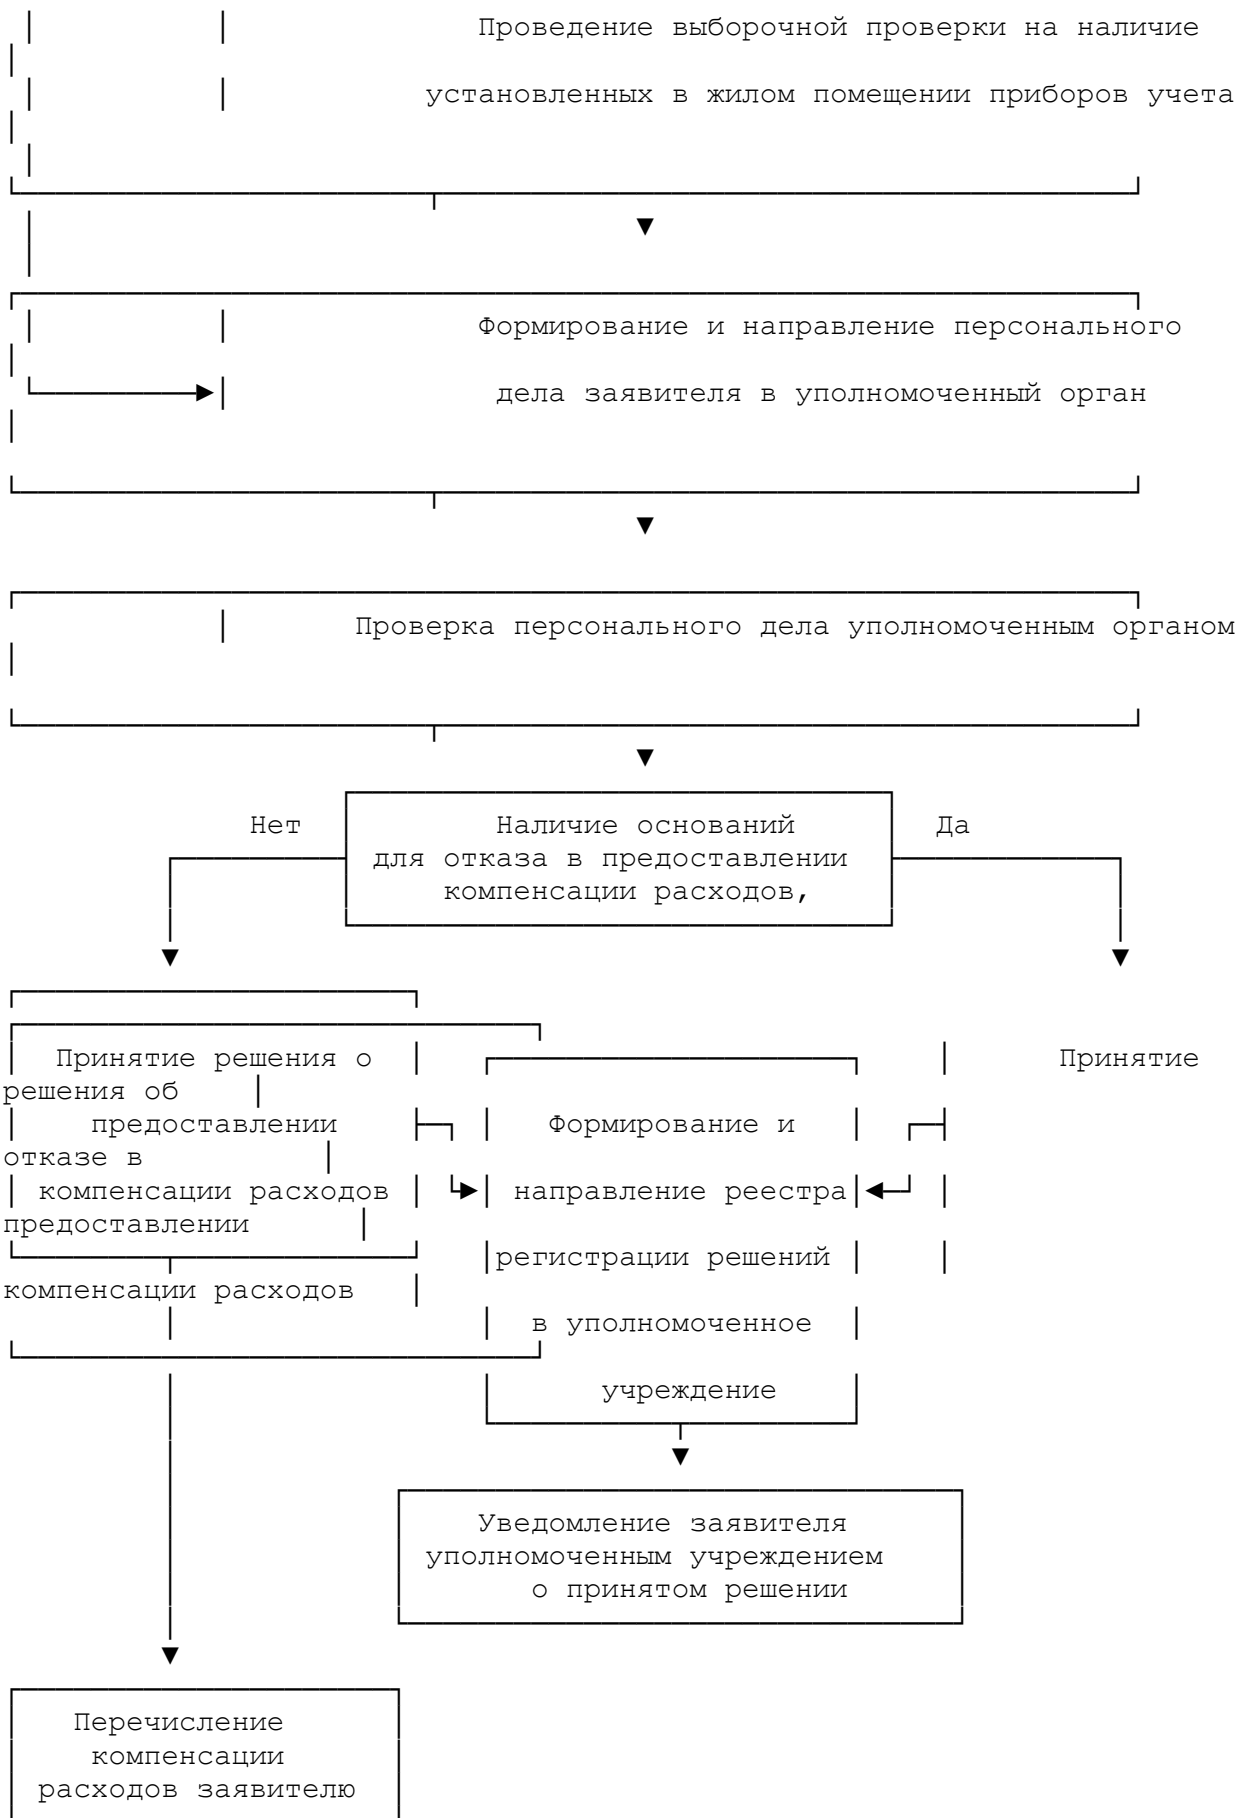 Проведение выборочной проверки на наличие
установленных в жилом помещении приборов учета
Формирование и направление персонального
дела заявителя в уполномоченный орган
Проверка персонального дела уполномоченным органом
Нет Наличие оснований Да
для отказа в предоставлении
компенсации расходов,
Принятие решения о Принятие
решения об
предоставлении Формирование и
отказе в
компенсации расходов направление реестра
предоставлении
регистрации решений
компенсации расходов
в уполномоченное
учреждение
Уведомление заявителя
уполномоченным учреждением
о принятом решении
Перечисление
компенсации
расходов заявителю